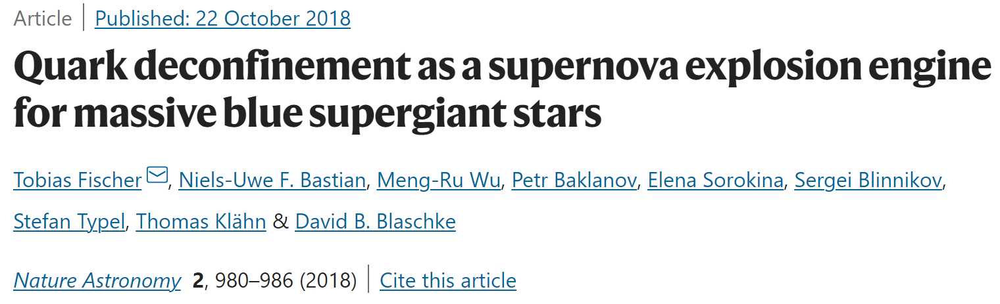 Article | Published: 22 October 2018
Quark deconfinement as a supernova explosion engine
for massive blue supergiant stars
Tobias Fischer, Niels-Uwe F. Bastian, Meng-Ru Wu, Petr Baklanov, Elena Sorokina, Sergei Blinnikov,
Stefan Typel, Thomas Klähn & David B. Blaschke
Nature Astronomy 2, 980–986 (2018) | Cite this article